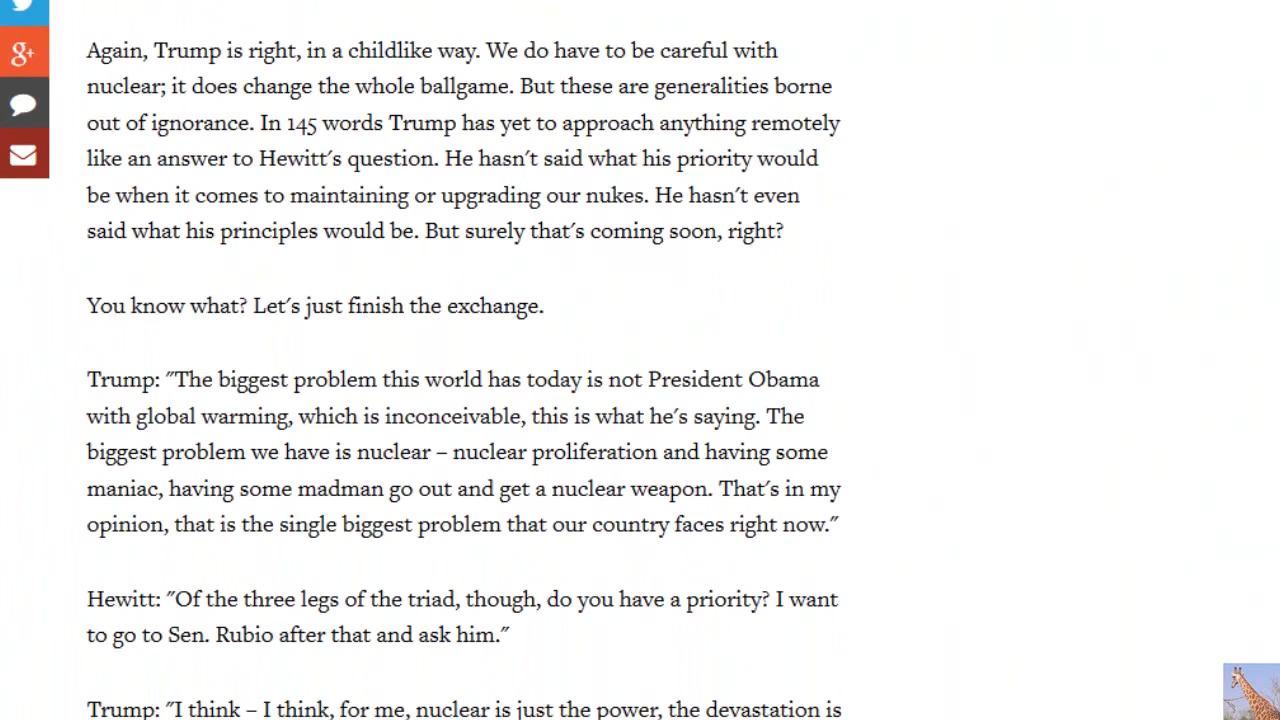 g+
Again, Trump is right, in a childlike way. We do have to be careful with
nuclear; it does change the whole ballgame. But these are generalities borne
out of ignorance. In 145 words Trump has yet to approach anything remotely
like an answer to Hewitt's question. He hasn't said what his priority would
be when it comes to maintaining or upgrading our nukes. He hasn't even
said what his principles would be. But surely that's coming soon, right?
You know what? Let's just finish the exchange.
Trump: "The biggest problem this world has today is not President Obama
with global warming, which is inconceivable, this is what he's saying. The
biggest problem we have is nuclear – nuclear proliferation and having some
maniac, having some madman go out and get a nuclear weapon. That's in my
opinion, that is the single biggest problem that our country faces right now."
Hewitt: "Of the three legs of the triad, though, do you have a priority? I want
to go to Sen. Rubio after that and ask him."
Trump: "I think – I think, for me, nuclear is just the power, the devastation is